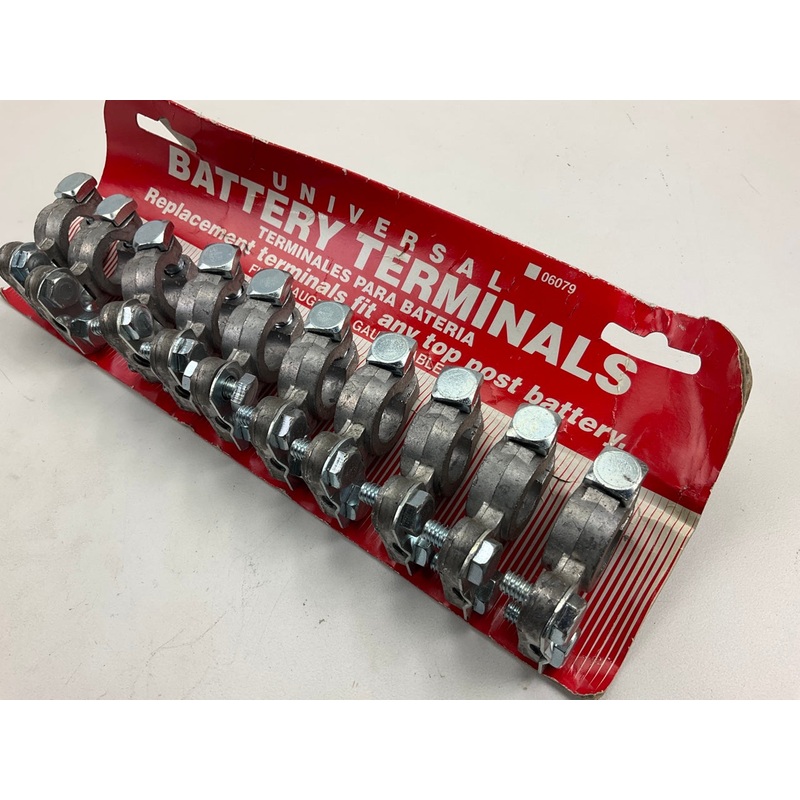 UNIVERSAL
06079
BATTERY TERMINALS
TERMINALES PARA BATERIA
Replacement terminals fit any top post battery.